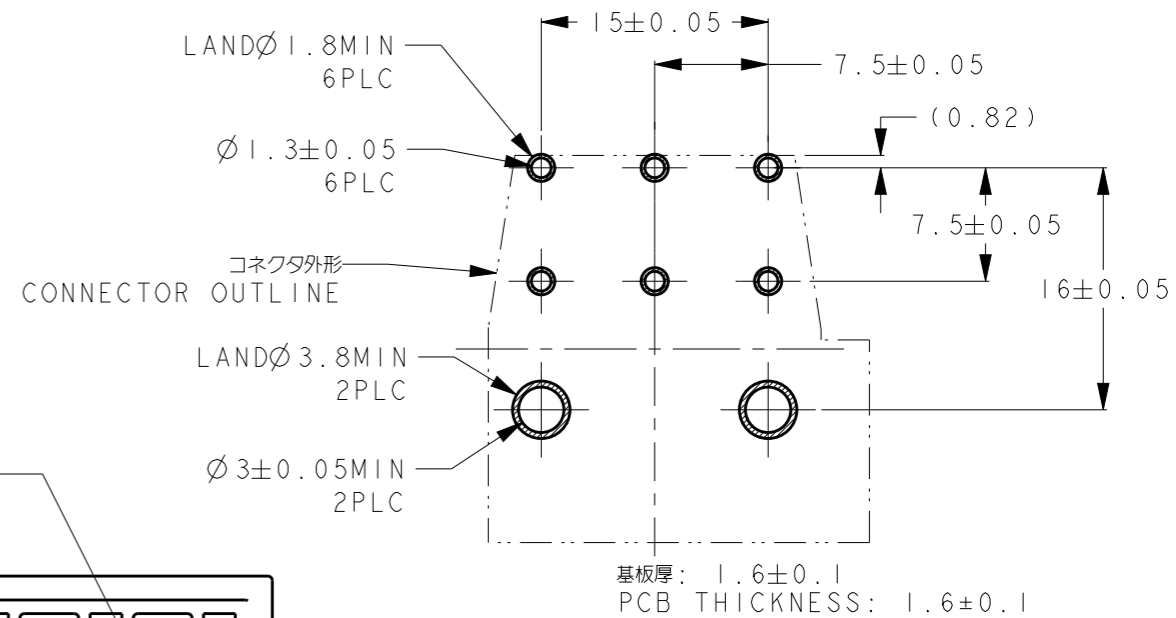 15±0.05
LANDØ1.8MIN
6PLC
7.5±0.05
(0.82)
Ø1.3±0.05
6PLC
7.5±0.05
コネクタ外形
CONNECTOR OUTLINE
16±0.05
LANDØ3.8MIN
2PLC
Ø3±0.05MIN
2PLC
基板厚: 1.6±0.1
PCB THICKNESS: 1.6±0.1